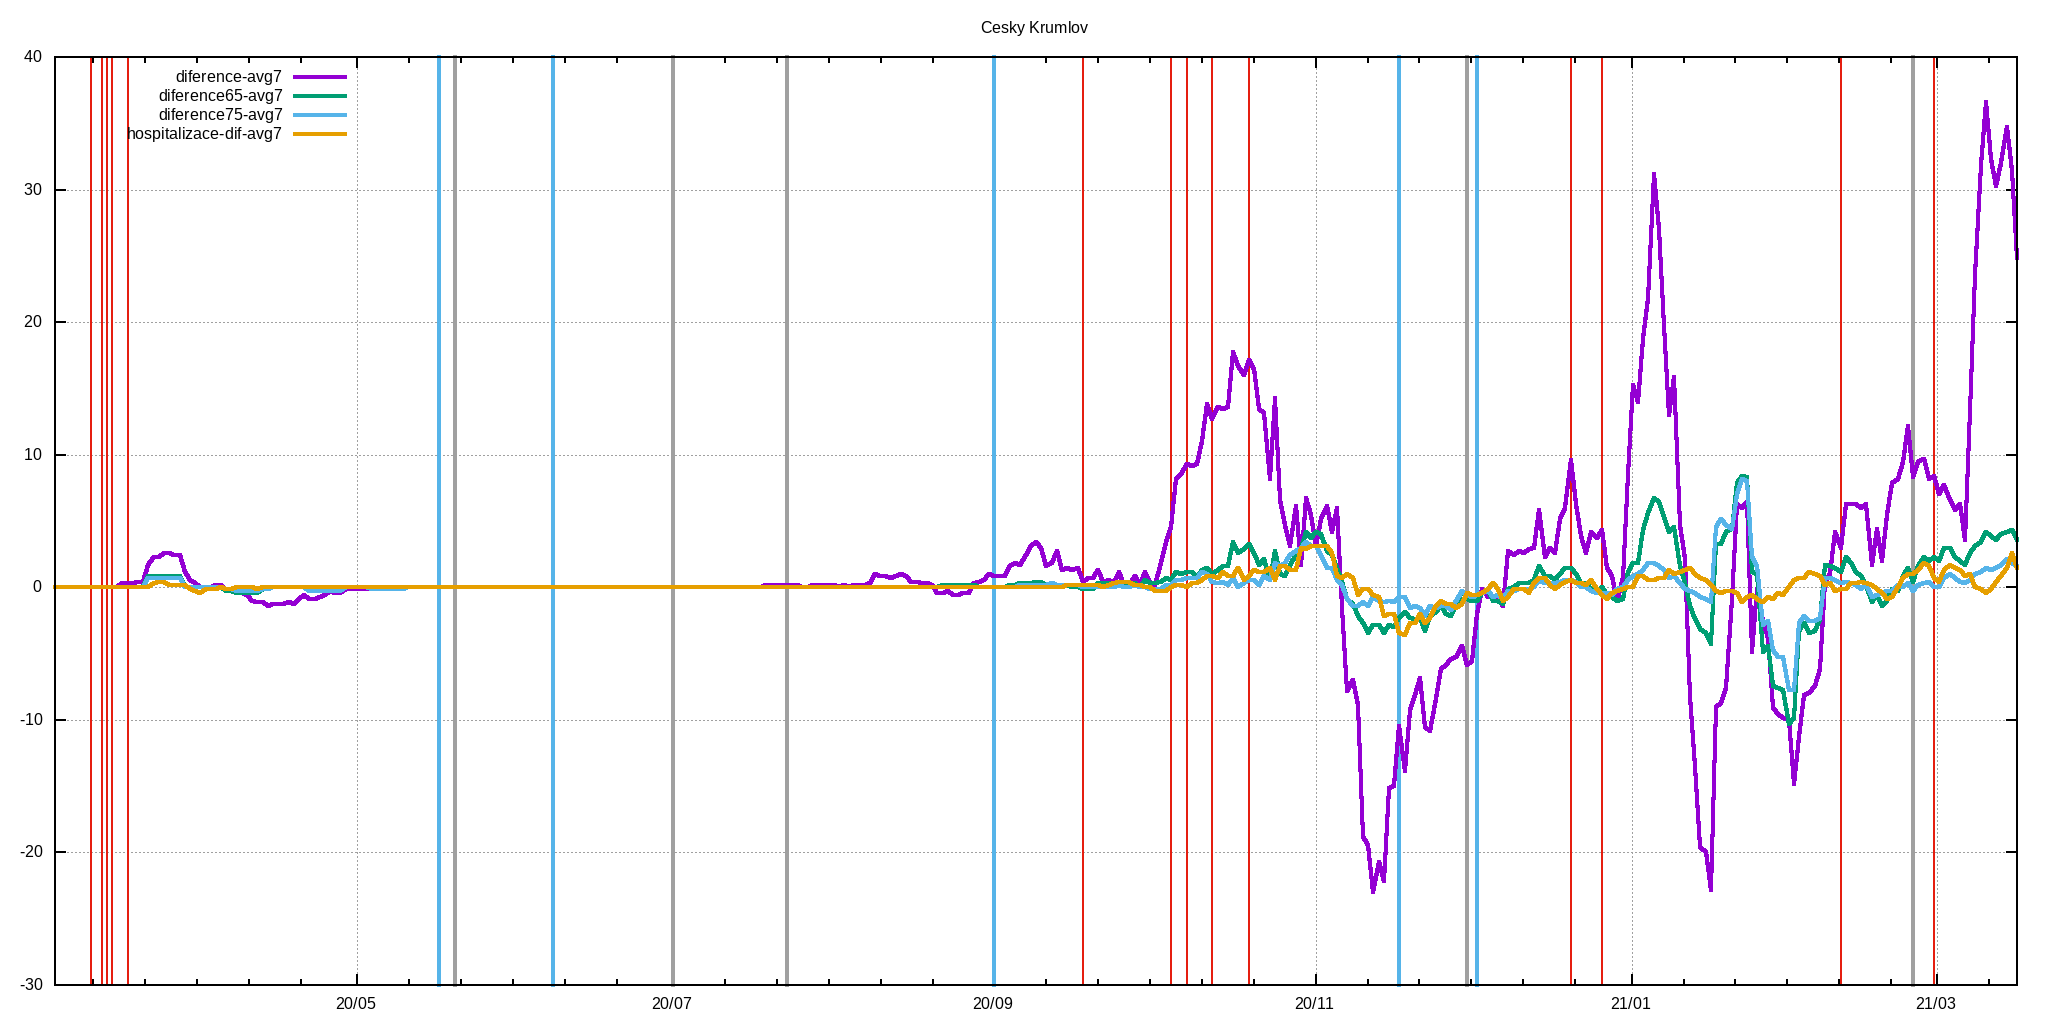 Cesky Krumlov
40
diference-avg7
diference65-avg7
diference75-avg7
hospitalizace-dif-avg7
30
20
10
0
-10
-20
-30
20/05
20/07
20/09
20/11
21/01
21/03